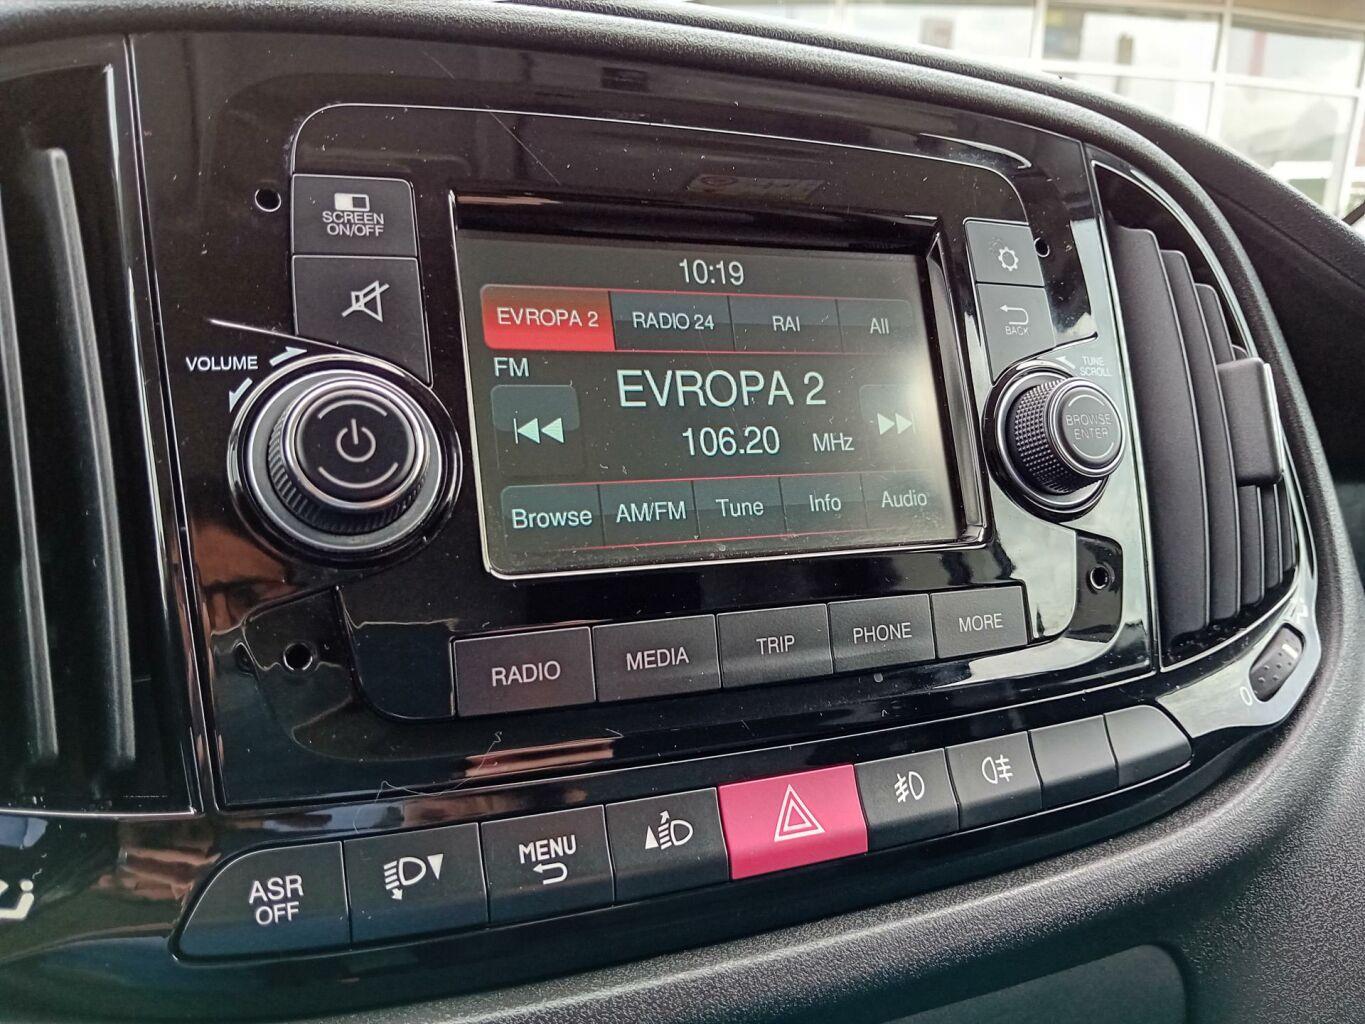 SCREEN
ON/OFF
10:19
EVROPA 2 RADIO 24 RAI All
VOLUME
FM
EVROPA 2
106.20 MHz
Browse AM/FM Tune Info Audio
BACK
TUNE
SCROLL
BROWSE
ENTER
RADIO MEDIA TRIP PHONE MORE
0
ASR
OFF
MENU